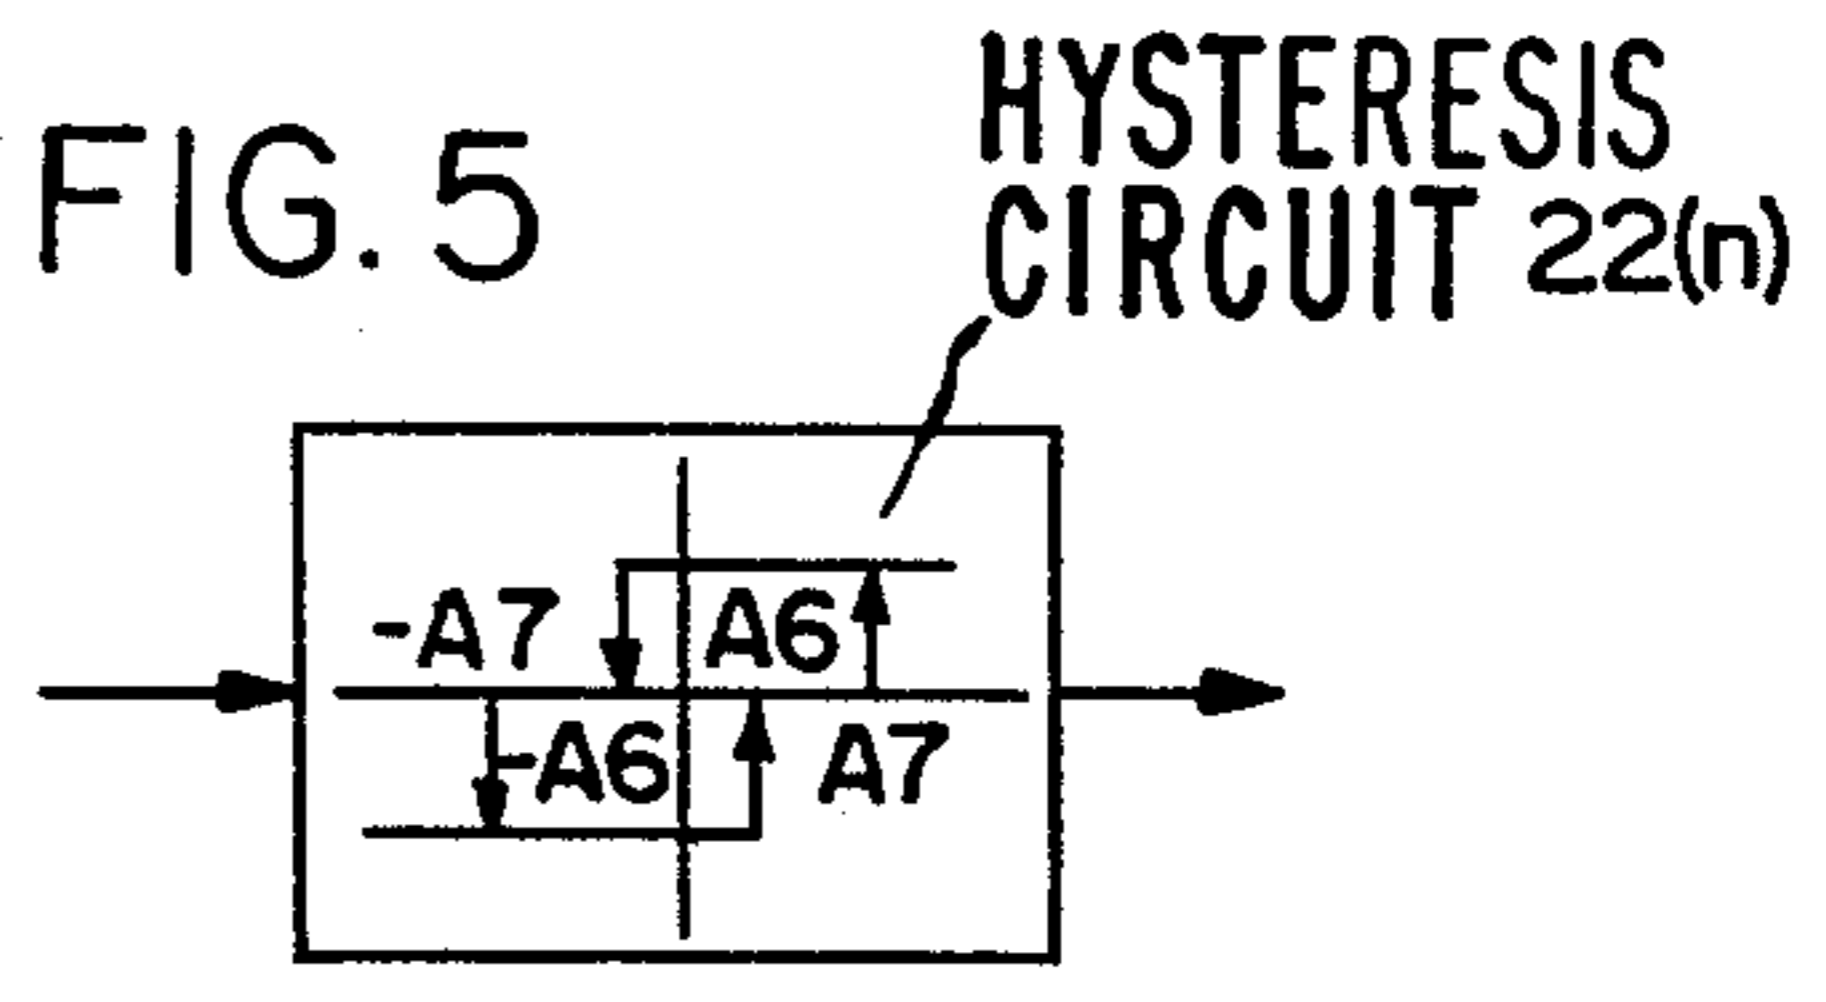 FIG. 5
HYSTERESIS
CIRCUIT 22(n)
-A7 A6
-A6 A7